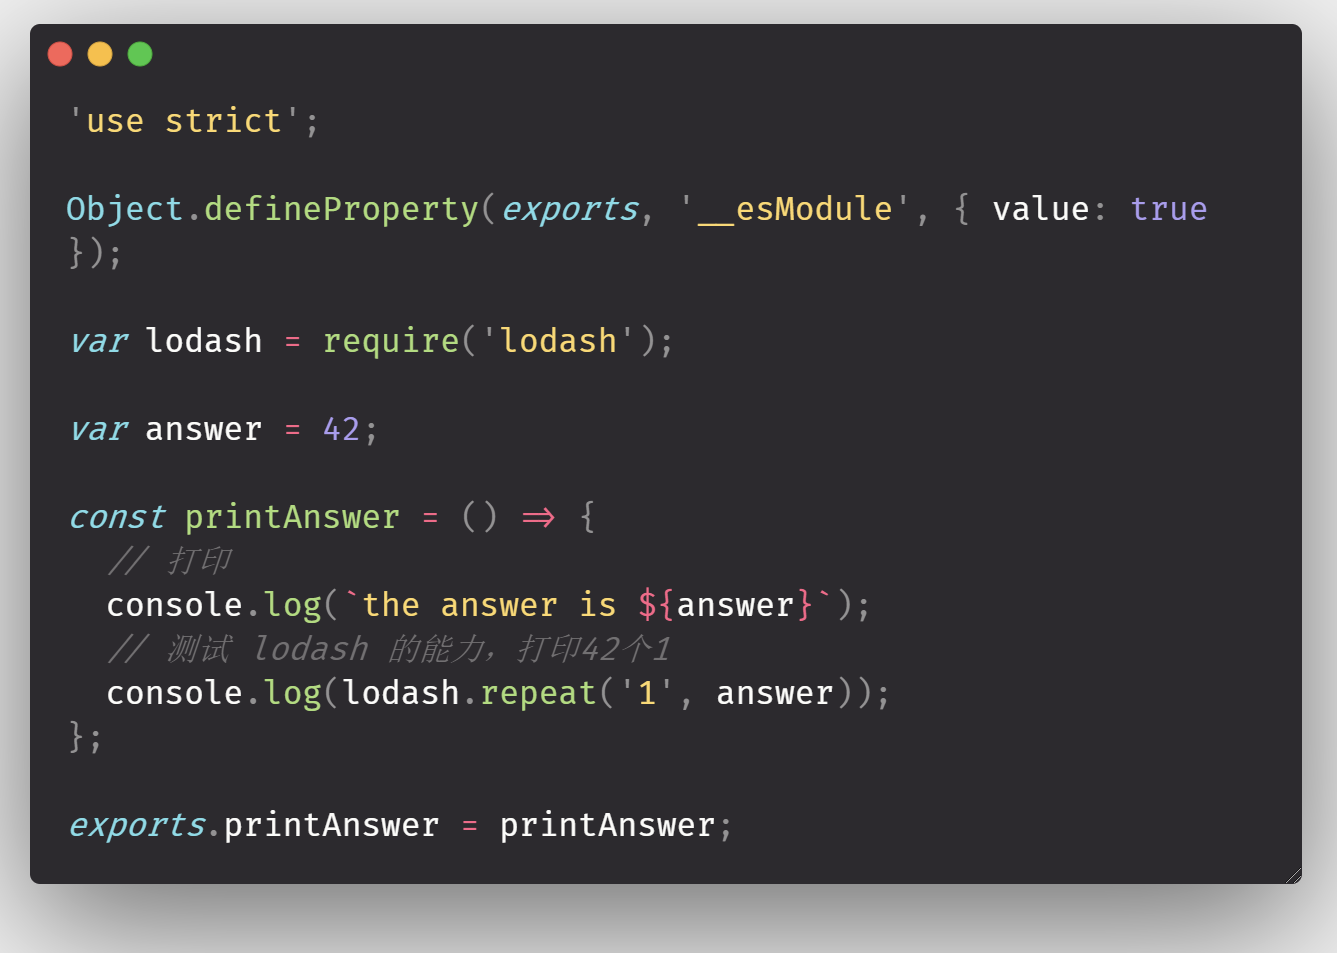 'use strict';
Object.defineProperty(exports, '__esModule', { value: true
});
var lodash = require('lodash');
var answer = 42;
const printAnswer = () => {
// 打印
console.log(`the answer is ${answer}`);
// 测试 lodash 的能力，打印42个1
console.log(lodash.repeat('1', answer));
};
exports.printAnswer = printAnswer;